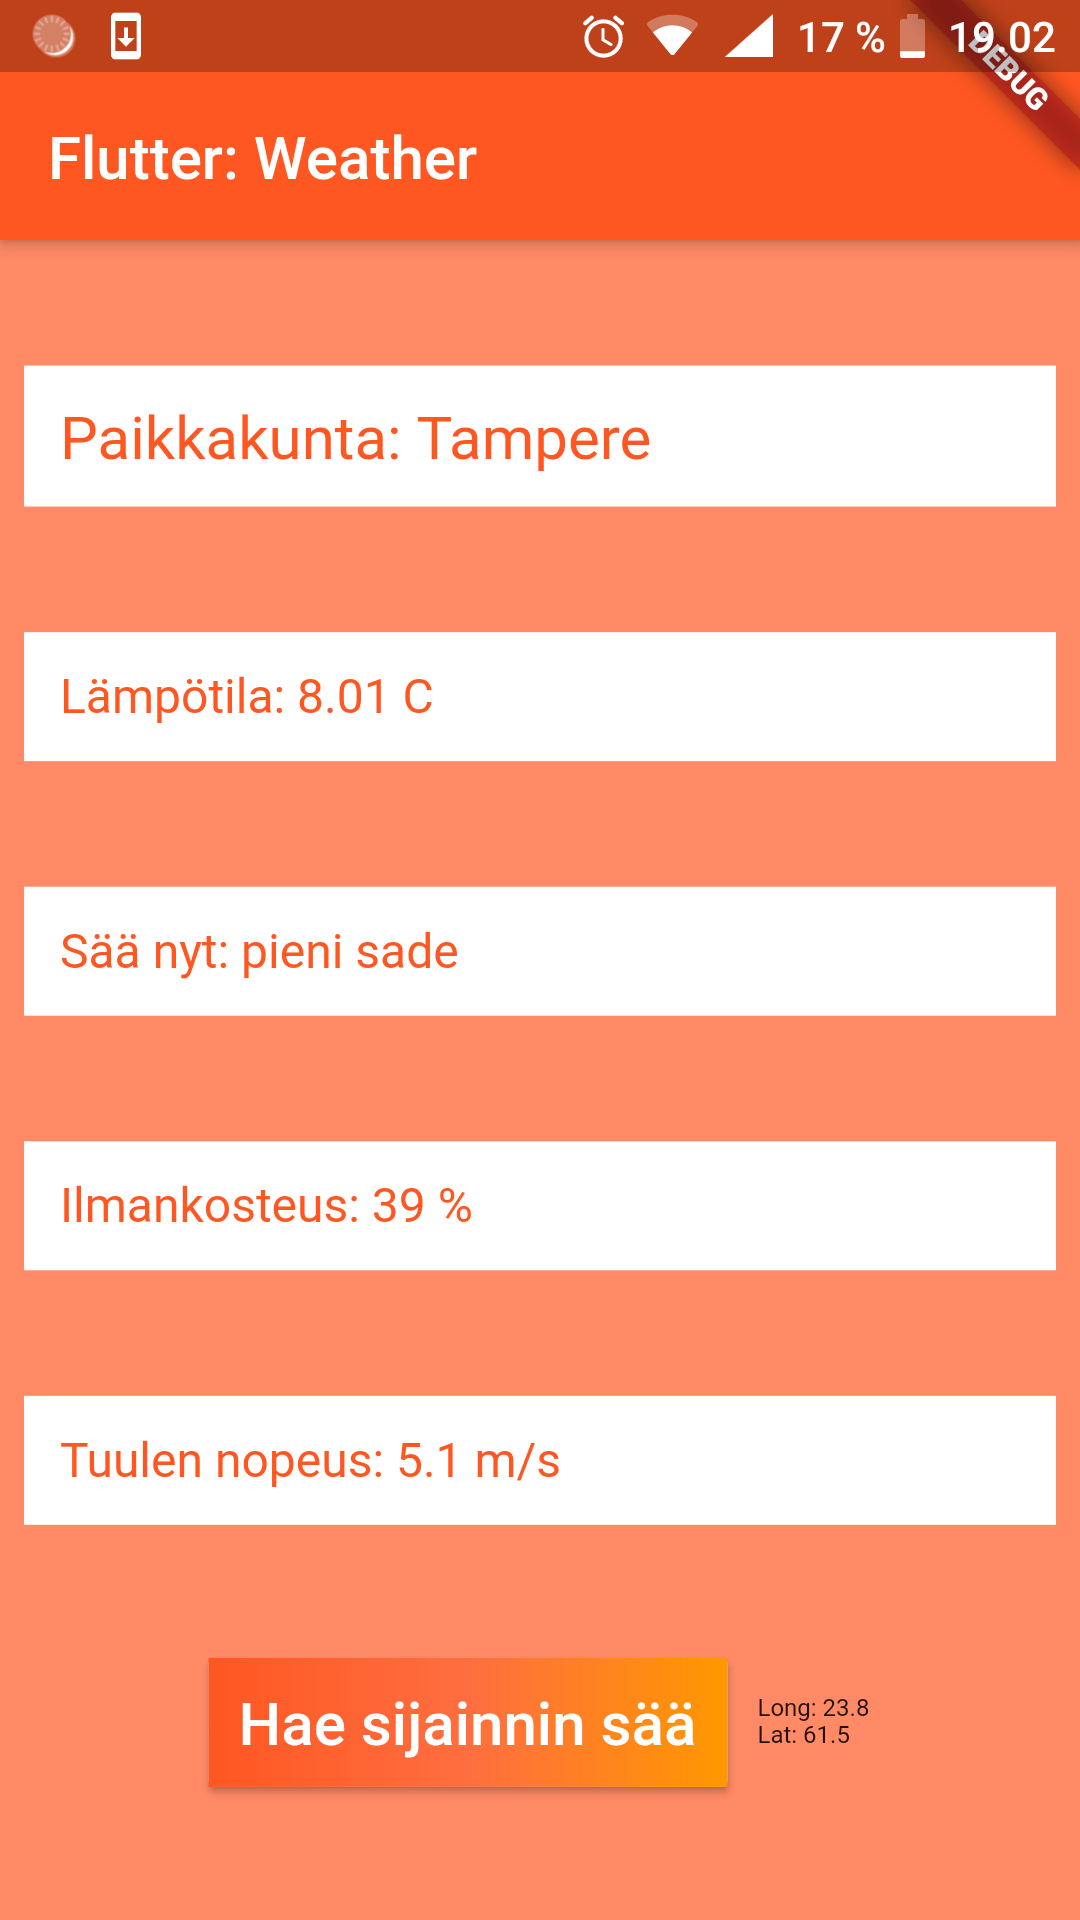 17 % 19.02
DEBUG
Flutter: Weather
Paikkakunta: Tampere
Lämpötila: 8.01 C
Sää nyt: pieni sade
Ilmankosteus: 39 %
Tuulen nopeus: 5.1 m/s
Hae sijainnin sää
Long: 23.8
Lat: 61.5